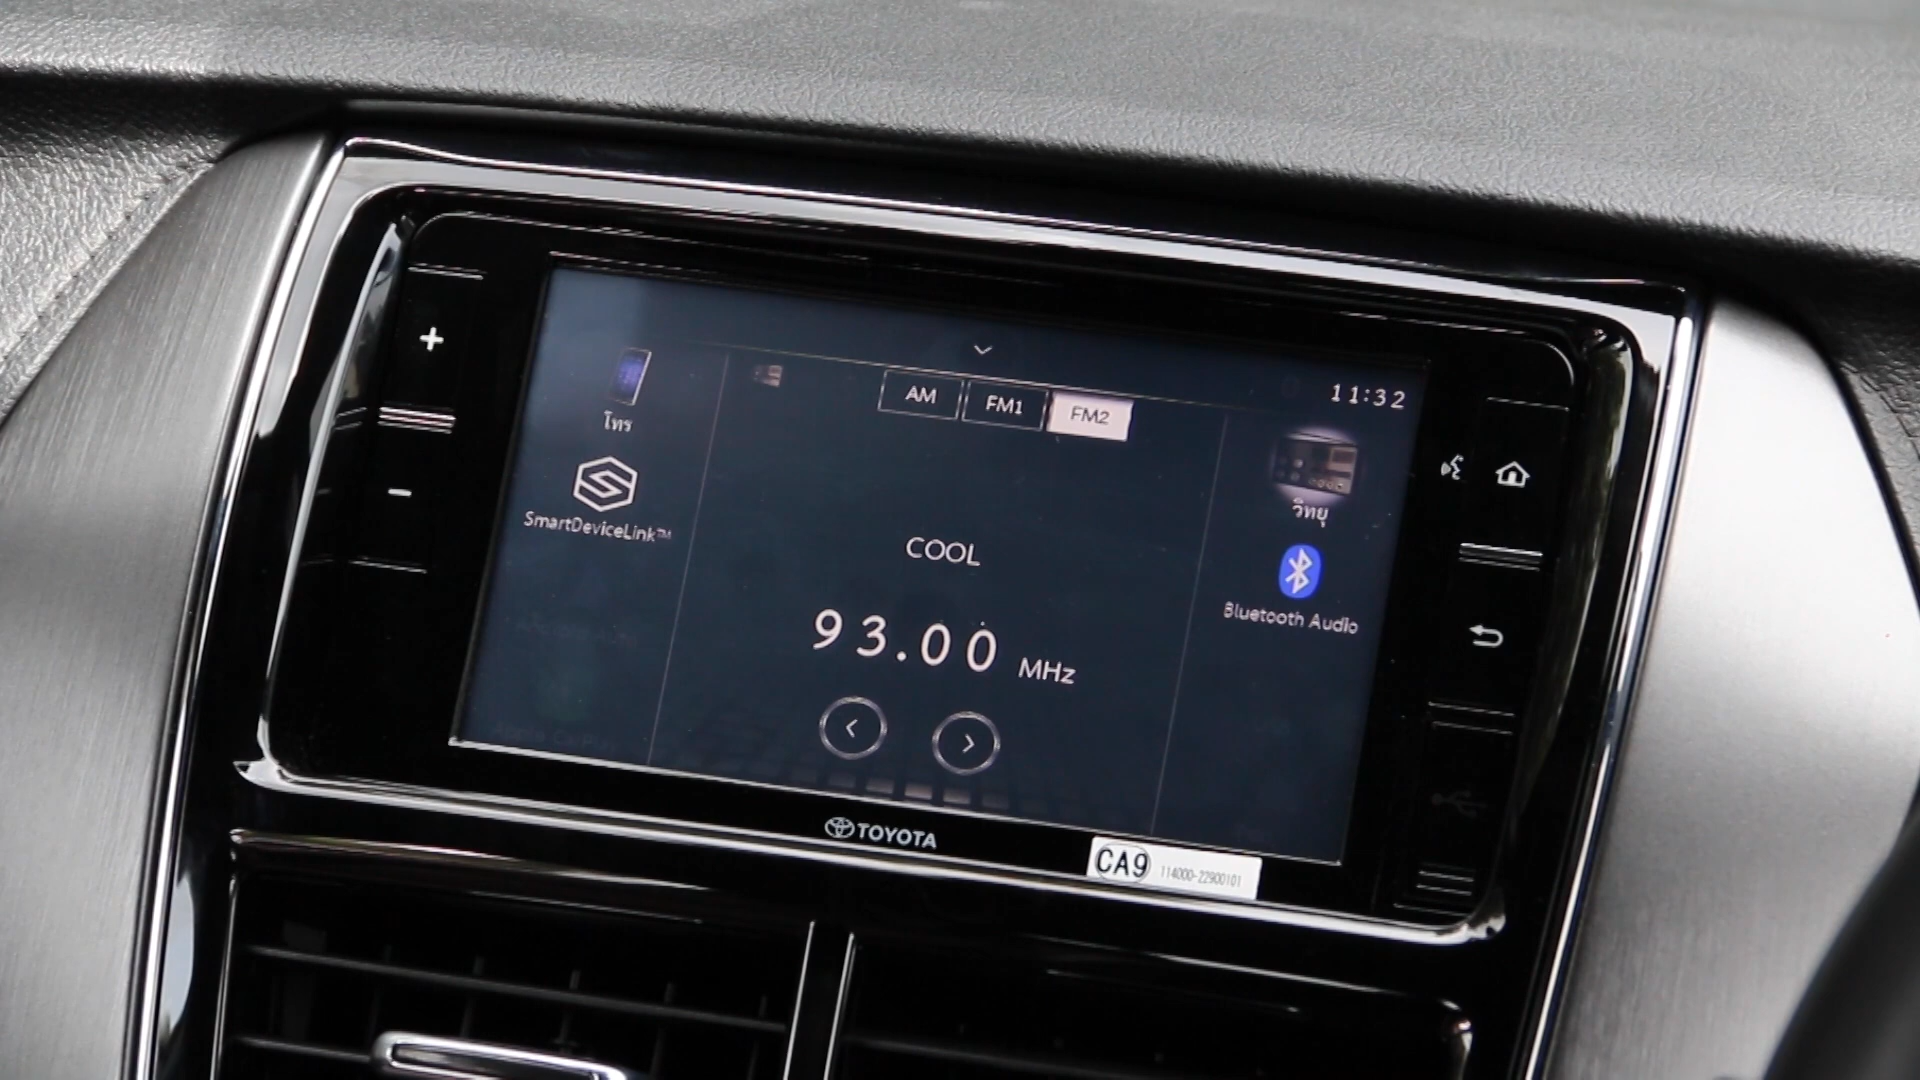 11:32
AM FM1 FM2
โทร
SmartDeviceLink™
วิทยุ
Bluetooth Audio
COOL
93.00 MHz
TOYOTA
CA9 114000-22900101